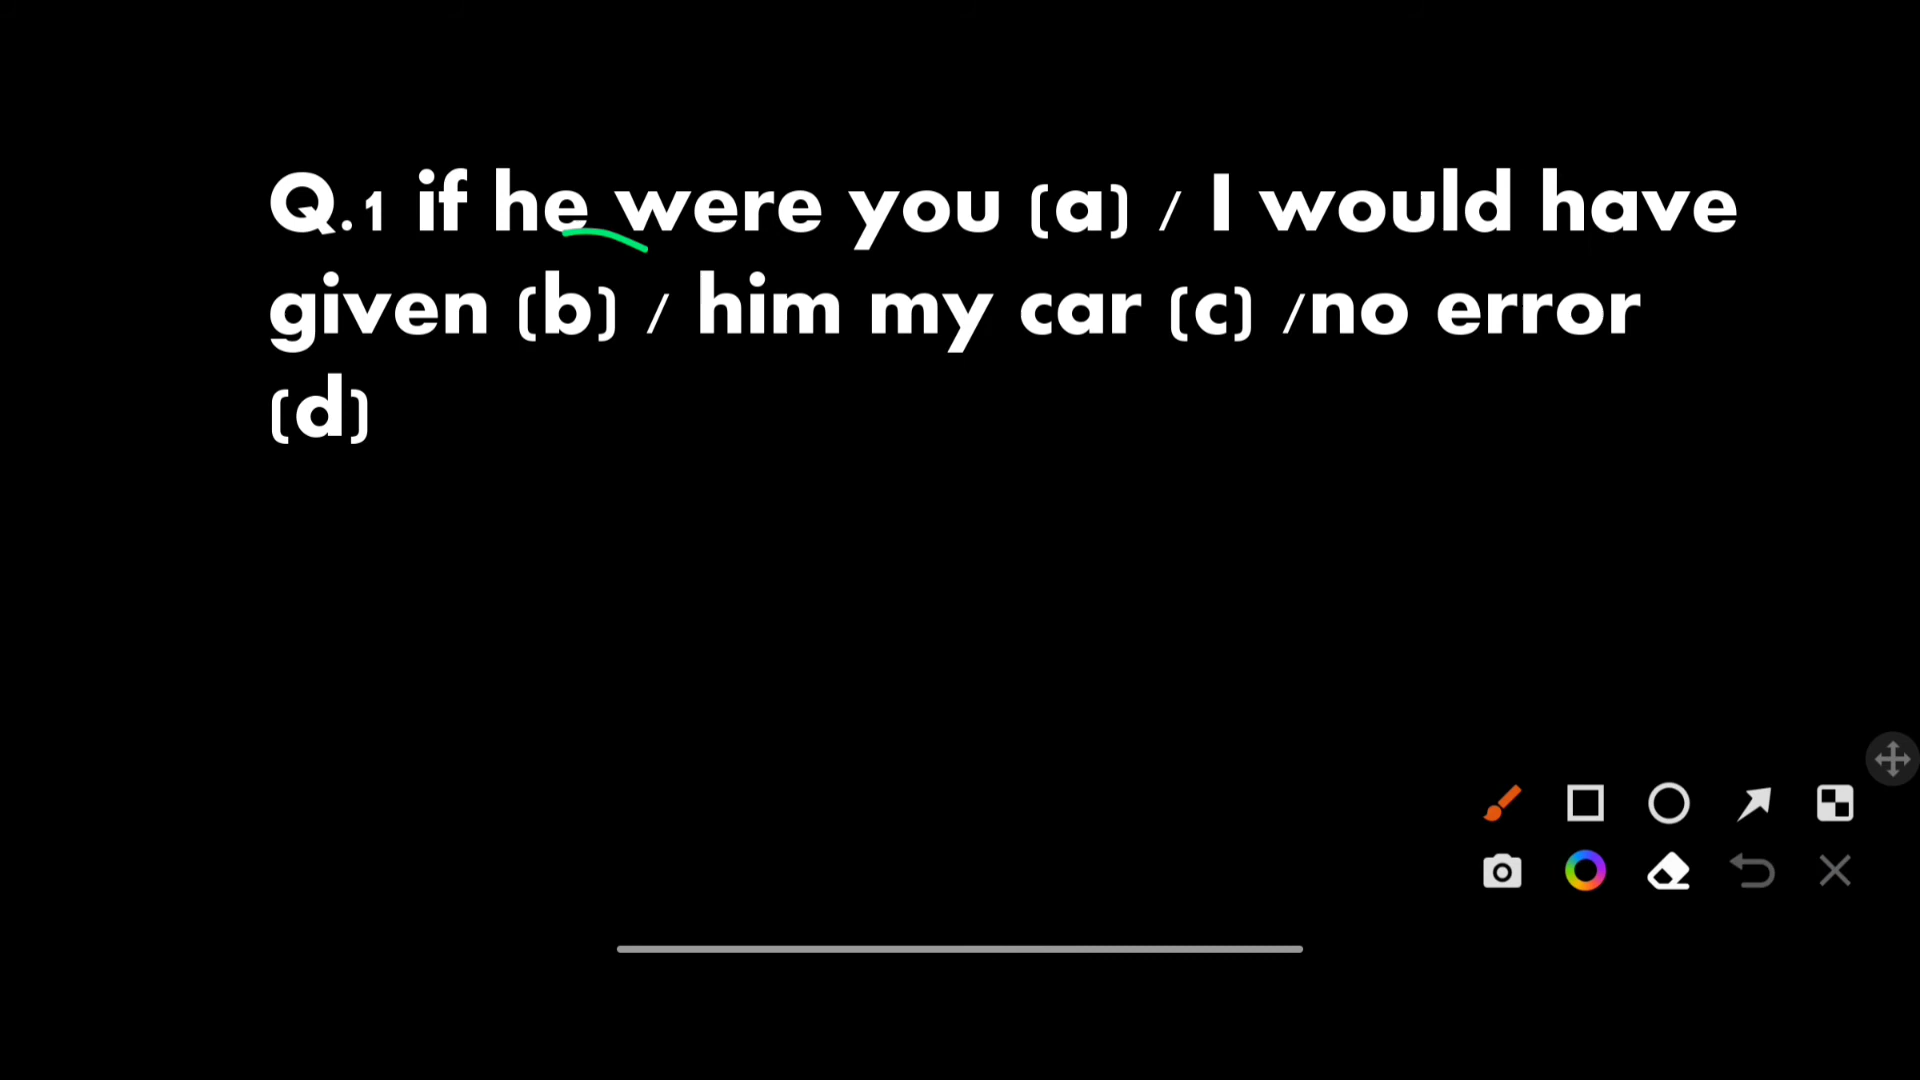 Q.1 if he were you (a) / I would have
given (b) / him my car (c) /no error
(d)